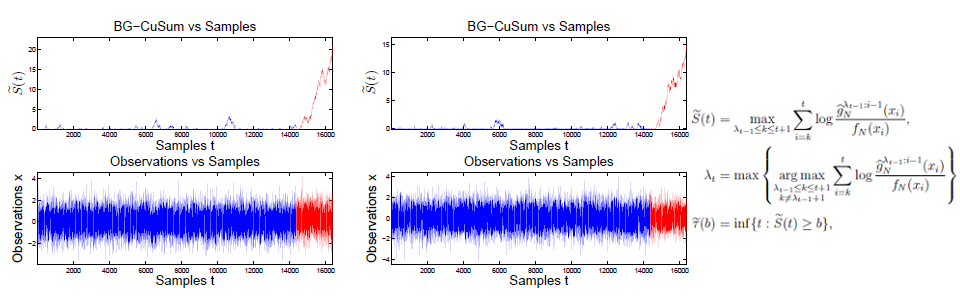 BG−CuSum vs Samples
S̃(t)
20
15
10
5
0
2000 4000 6000 8000 10000 12000 14000 16000
Samples t
Observations vs Samples
Observations x
4
2
0
−2
2000 4000 6000 8000 10000 12000 14000 16000
Samples t
BG−CuSum vs Samples
S̃(t)
15
10
5
0
2000 4000 6000 8000 10000 12000 14000 16000
Samples t
Observations vs Samples
Observations x
4
2
0
−2
−4
2000 4000 6000 8000 10000 12000 14000 16000
Samples t
S̃(t) = max_{λ_{t−1}≤k≤t+1} ∑_{i=k}^{t} log ĝ_N^{λ_{t−1}:i−1}(x_i) / f_N(x_i),
λ_t = max { arg max_{λ_{t−1}≤k≤t+1, k≠λ_{t−1}+1} ∑_{i=k}^{t} log ĝ_N^{λ_{t−1}:i−1}(x_i) / f_N(x_i) }
τ̃(b) = inf{t : S̃(t) ≥ b},